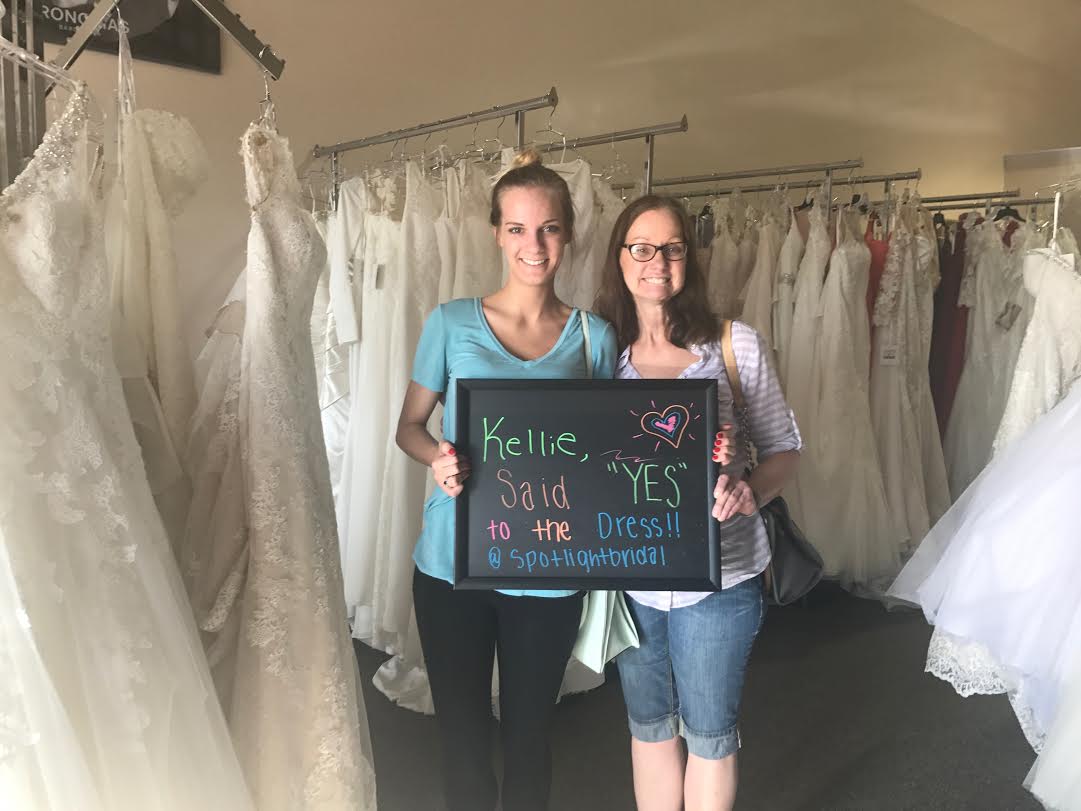 Kellie,
Said "YES"
to the Dress!!
@ Spotlightbridal